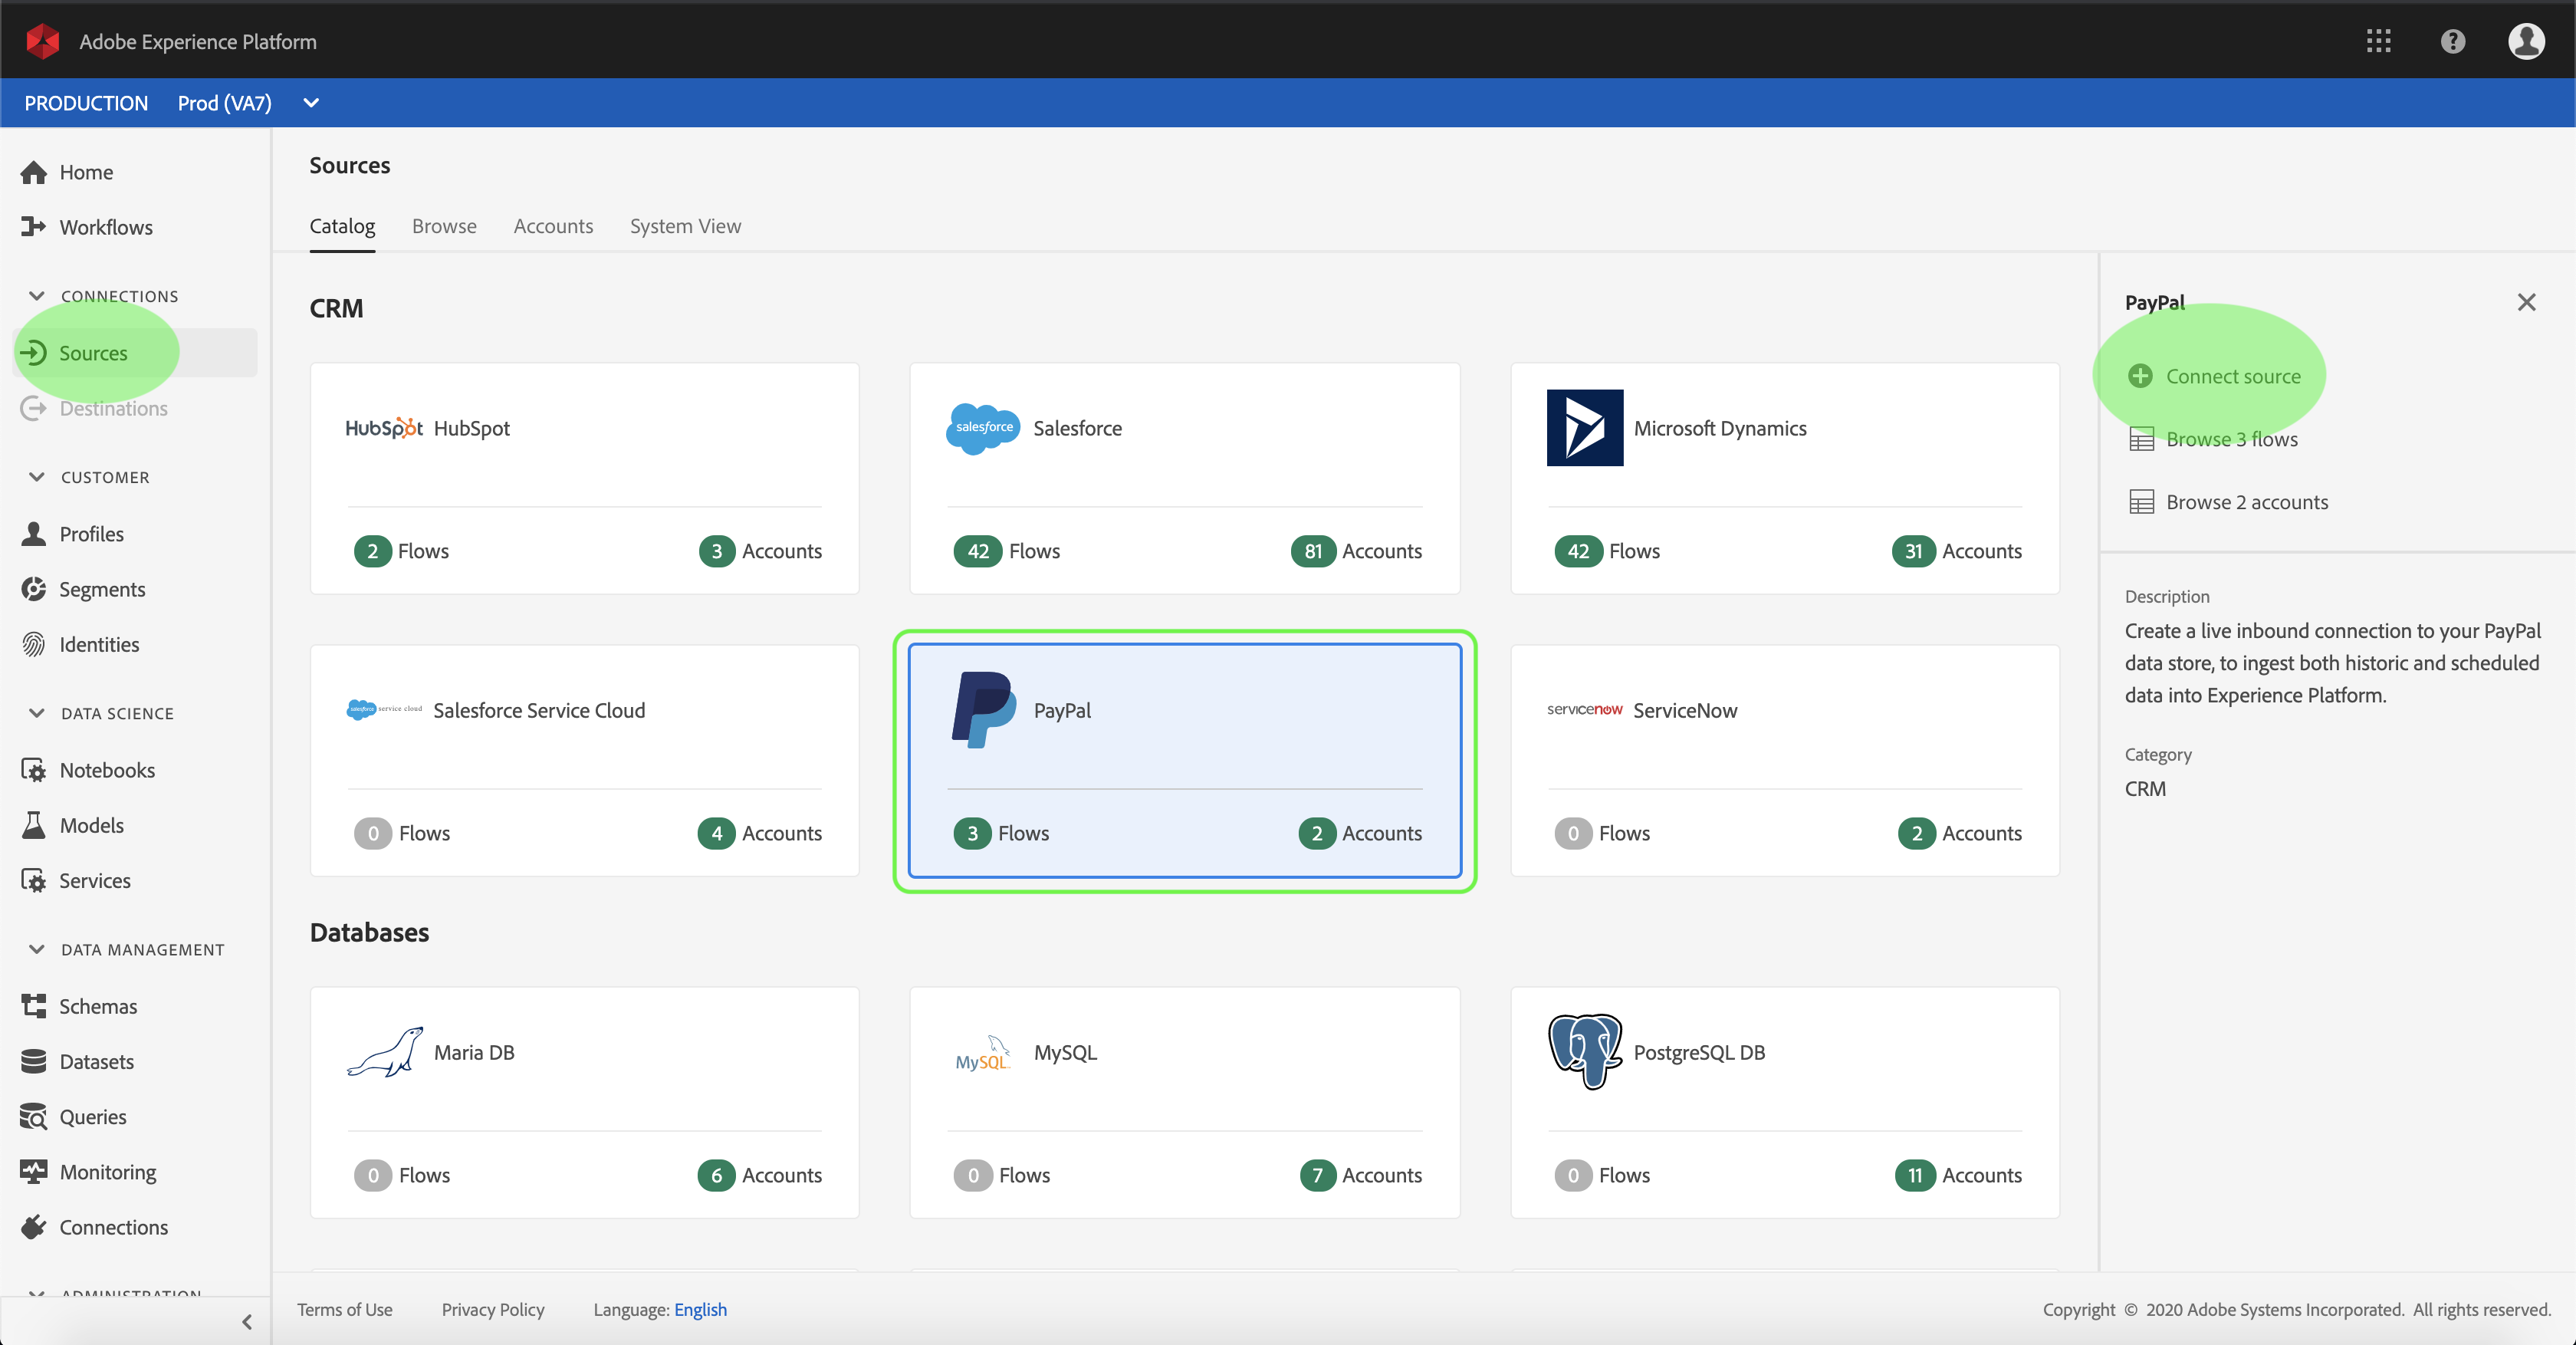 Adobe Experience Platform
?
PRODUCTION Prod (VA7)
Home
Workflows
CONNECTIONS
Sources
Destinations
CUSTOMER
Profiles
Segments
Identities
DATA SCIENCE
Notebooks
Models
Services
DATA MANAGEMENT
Schemas
Datasets
Queries
Monitoring
Connections
ADMINISTRATION
Sources
Catalog Browse Accounts System View
CRM
HubSpot HubSpot
2 Flows 3 Accounts
salesforce Salesforce
42 Flows 81 Accounts
Microsoft Dynamics
42 Flows 31 Accounts
salesforce service cloud Salesforce Service Cloud
0 Flows 4 Accounts
PayPal
3 Flows 2 Accounts
servicenow ServiceNow
0 Flows 2 Accounts
Databases
Maria DB
0 Flows 6 Accounts
MySQL MySQL
0 Flows 7 Accounts
PostgreSQL DB
0 Flows 11 Accounts
PayPal
Connect source
Browse 3 flows
Browse 2 accounts
Description
Create a live inbound connection to your PayPal
data store, to ingest both historic and scheduled
data into Experience Platform.
Category
CRM
Terms of Use Privacy Policy Language: English
Copyright © 2020 Adobe Systems Incorporated. All rights reserved.